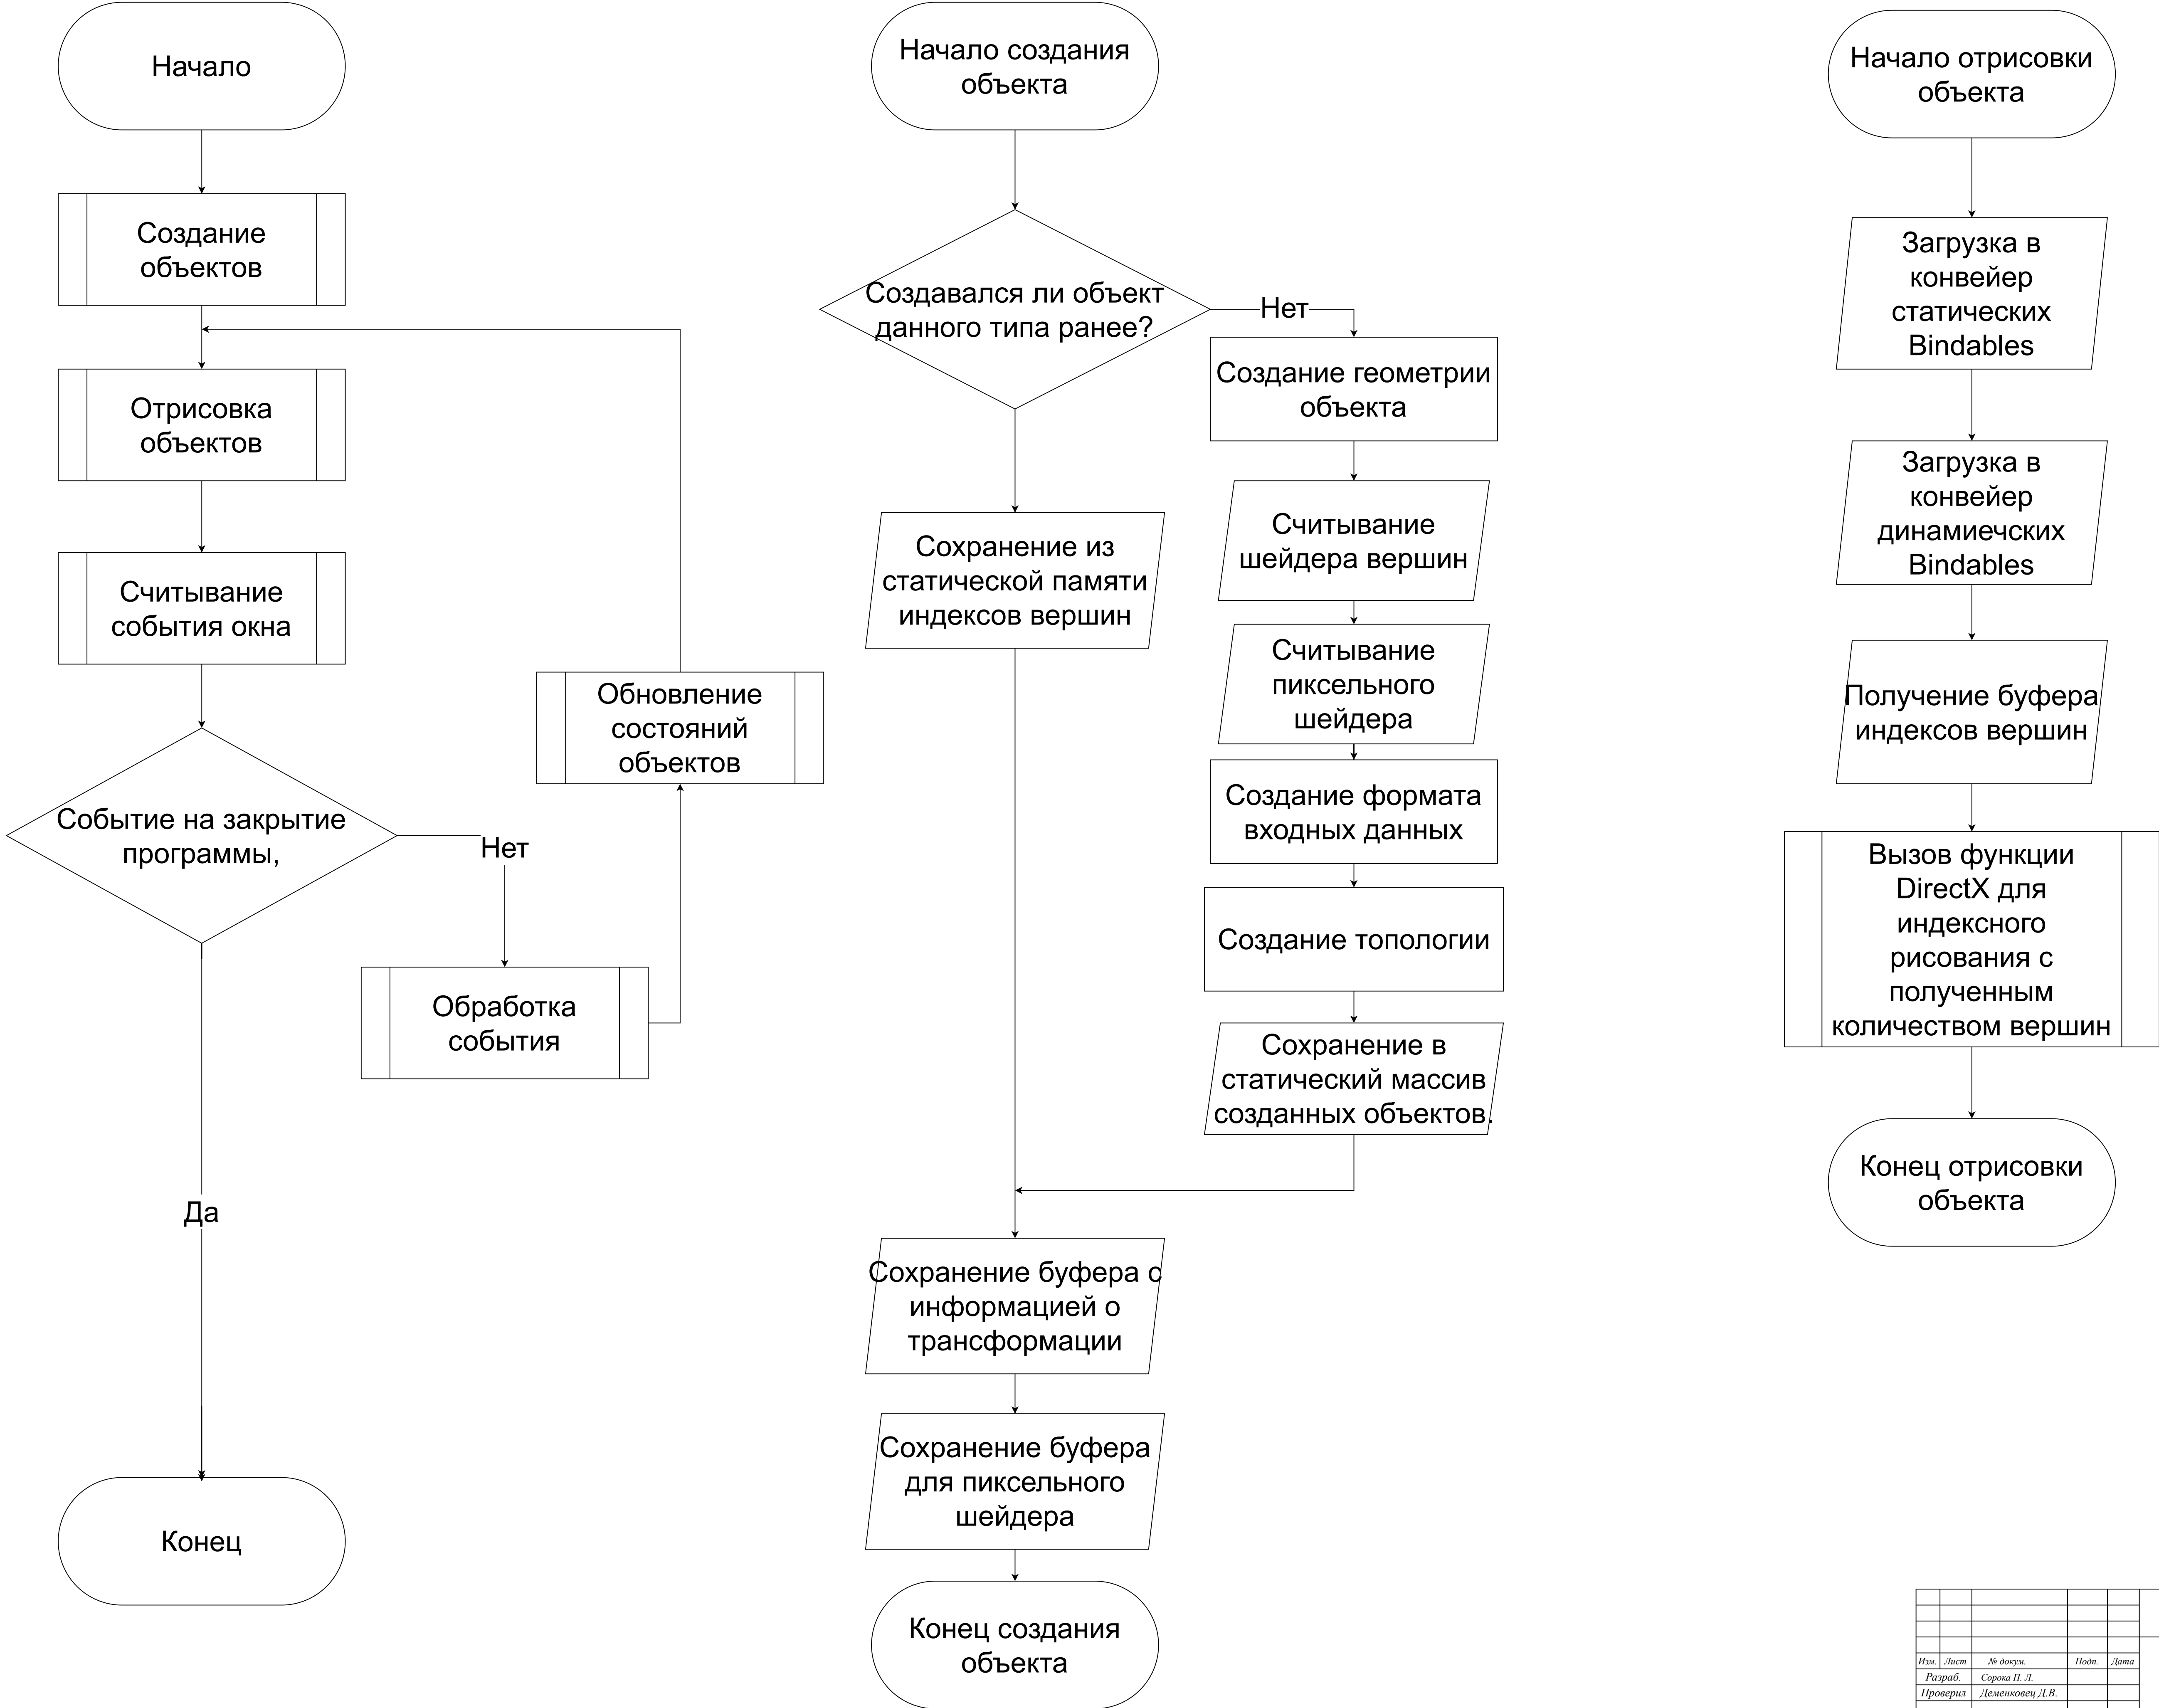 Начало
Создание
объектов
Отрисовка
объектов
Считывание
события окна
Событие на закрытие
программы,
Нет
Обработка
события
Обновление
состояний
объектов
Да
Конец
Начало создания
объекта
Создавался ли объект
данного типа ранее?
Нет
Сохранение из
статической памяти
индексов вершин
Создание геометрии
объекта
Считывание
шейдера вершин
Считывание
пиксельного
шейдера
Создание формата
входных данных
Создание топологии
Сохранение в
статический массив
созданных объектов.
Сохранение буфера с
информацией о
трансформации
Сохранение буфера
для пиксельного
шейдера
Конец создания
объекта
Начало отрисовки
объекта
Загрузка в
конвейер
статических
Bindables
Загрузка в
конвейер
динамиечских
Bindables
Получение буфера
индексов вершин
Вызов функции
DirectX для
индексного
рисования с
полученным
количеством вершин
Конец отрисовки
объекта
Изм. Лист № докум. Подп. Дата
Разраб. Сорока П. Л.
Проверил Деменковец Д.В.